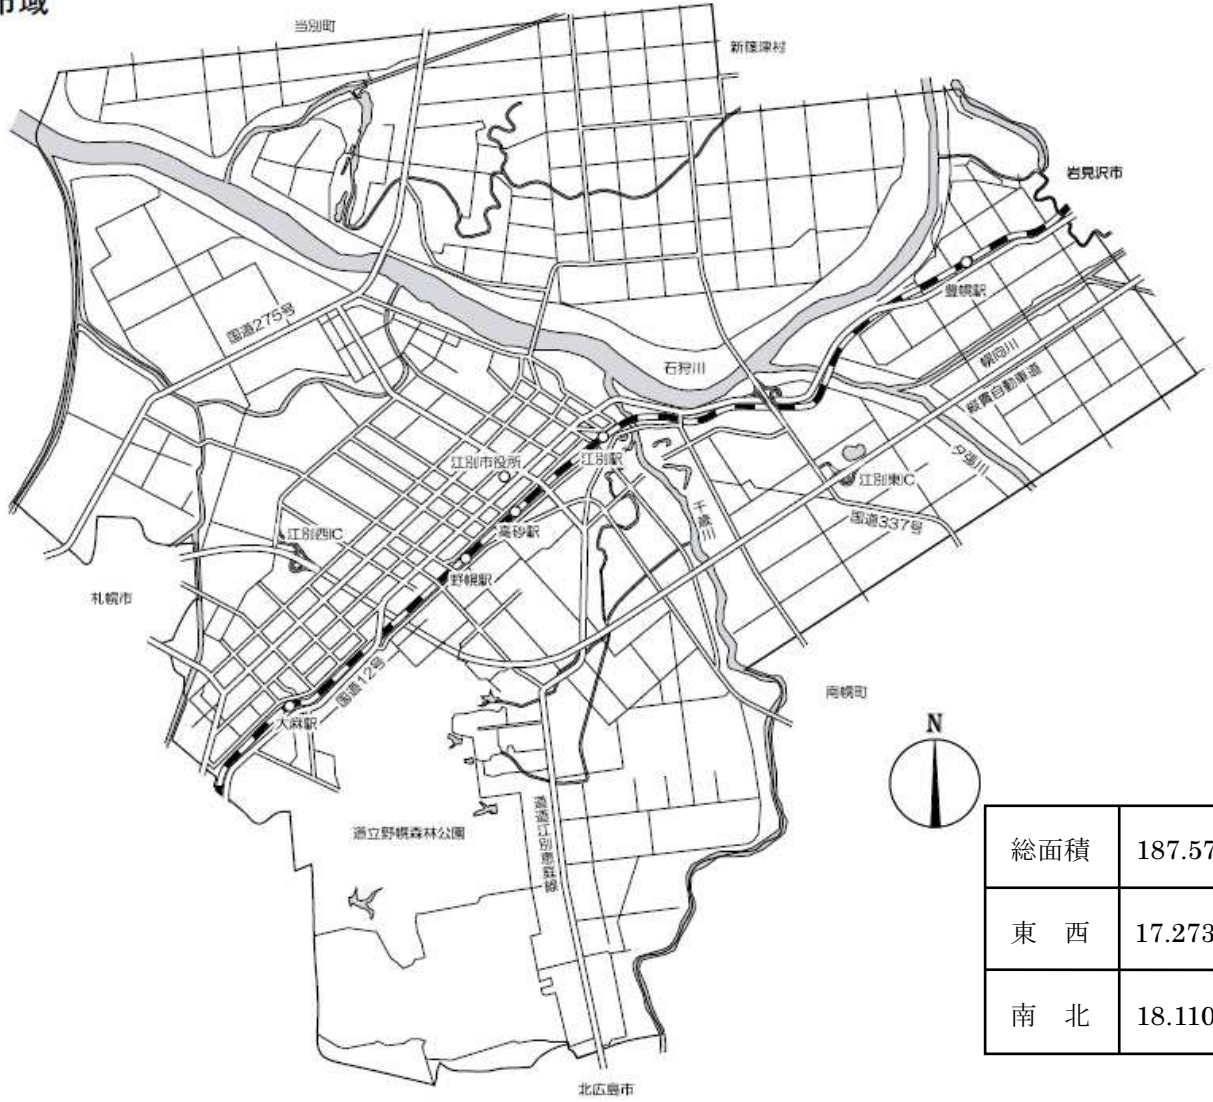 市域
当別町
新篠津村
岩見沢市
豊幌駅
国道275号
石狩川
幌向川
縦貫自動車道
夕張川
江別市役所
江別駅
江別東IC
千歳川
国道337号
高砂駅
江別西IC
野幌駅
札幌市
国道12号
大麻駅
南幌町
N
道立野幌森林公園
道道江別恵庭線
総面積 187.57
東 西 17.273
南 北 18.110
北広島市